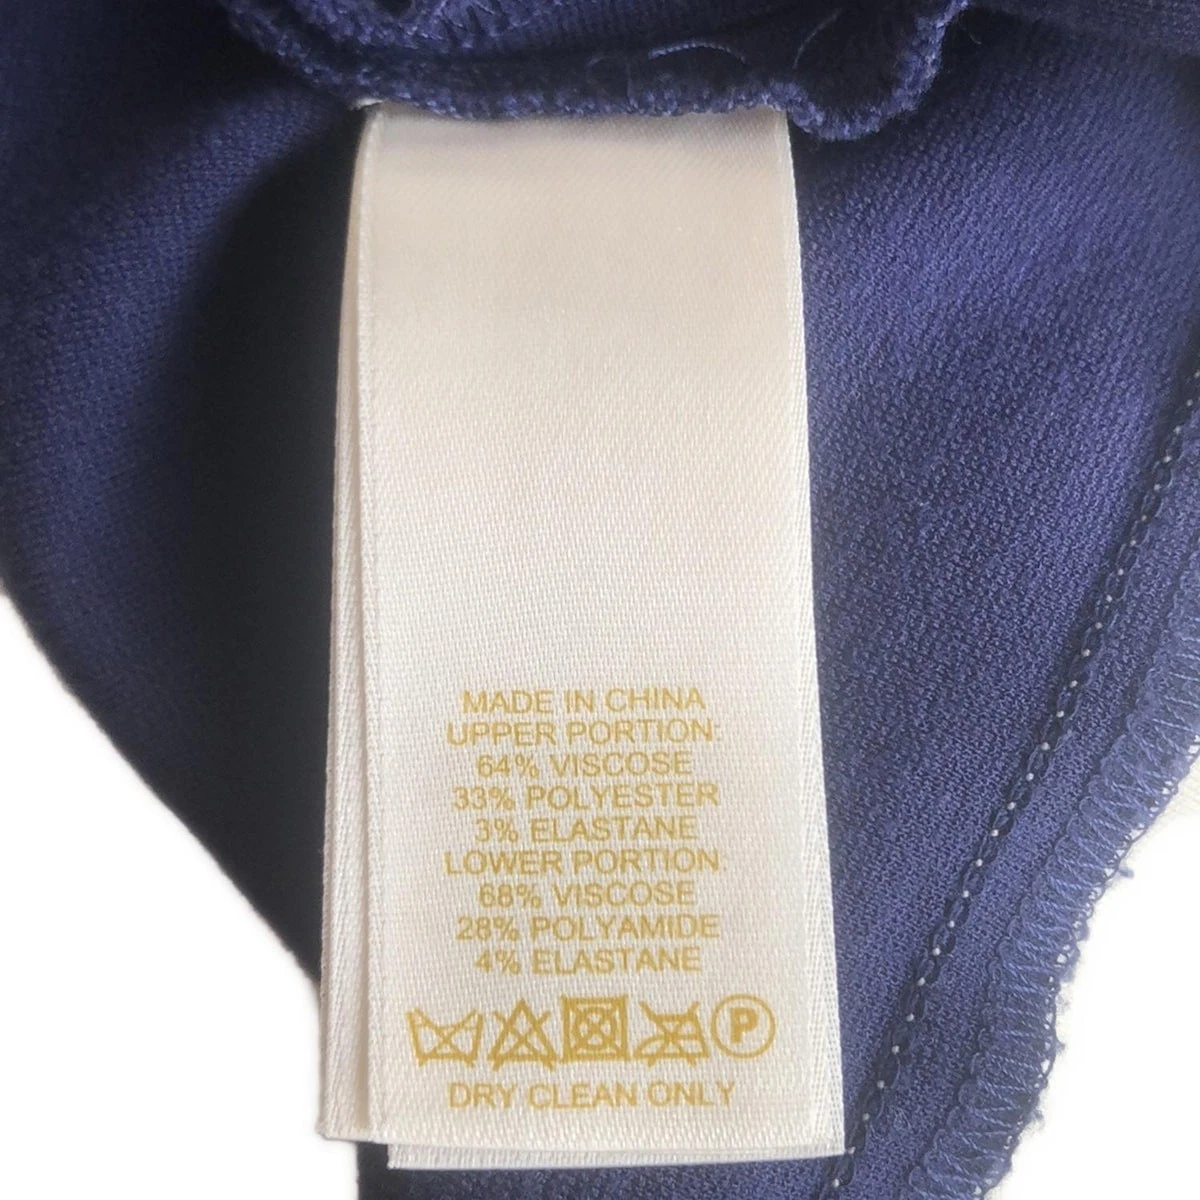 MADE IN CHINA
UPPER PORTION:
64% VISCOSE
33% POLYESTER
3% ELASTANE
LOWER PORTION:
68% VISCOSE
28% POLYAMIDE
4% ELASTANE
P
DRY CLEAN ONLY